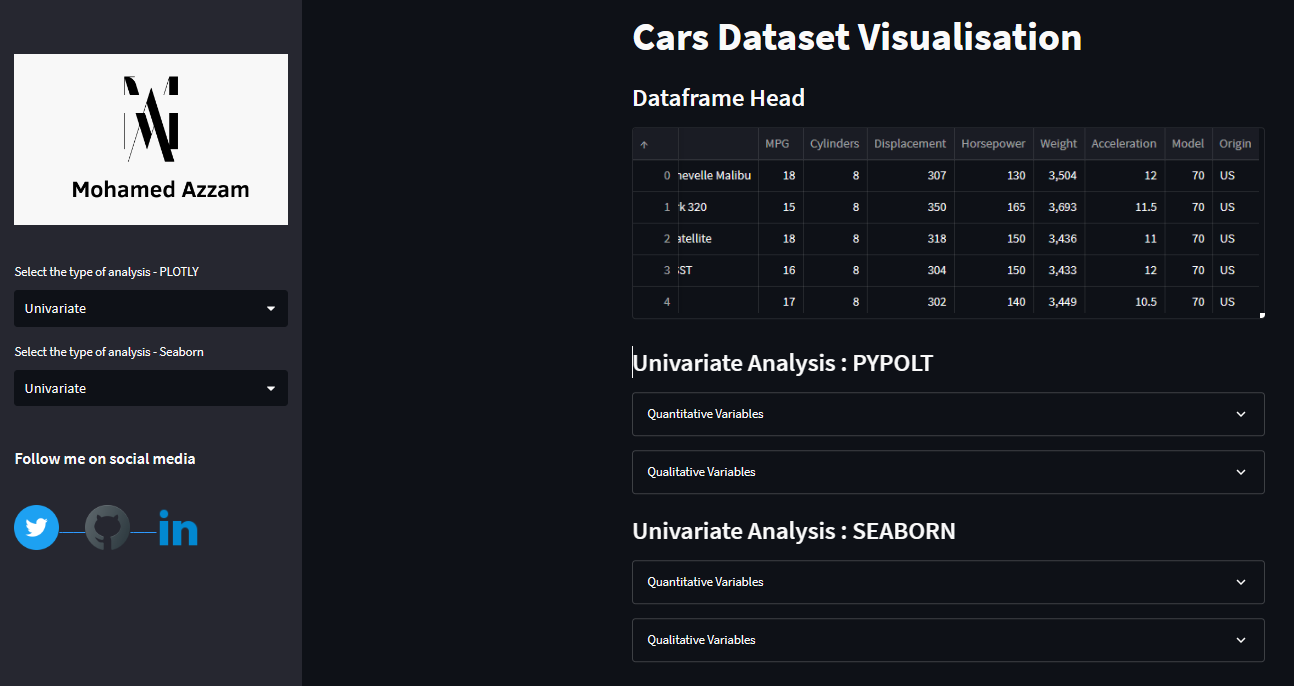 Mohamed Azzam
Select the type of analysis - PLOTLY
Univariate
Select the type of analysis - Seaborn
Univariate
Follow me on social media
in
Cars Dataset Visualisation
Dataframe Head
MPG Cylinders Displacement Horsepower Weight Acceleration Model Origin
0 hevelle Malibu 18 8 307 130 3,504 12 70 US
1 rk 320 15 8 350 165 3,693 11.5 70 US
2 atellite 18 8 318 150 3,436 11 70 US
3 SST 16 8 304 150 3,433 12 70 US
4 17 8 302 140 3,449 10.5 70 US
Univariate Analysis : PYPOLT
Quantitative Variables
Qualitative Variables
Univariate Analysis : SEABORN
Quantitative Variables
Qualitative Variables